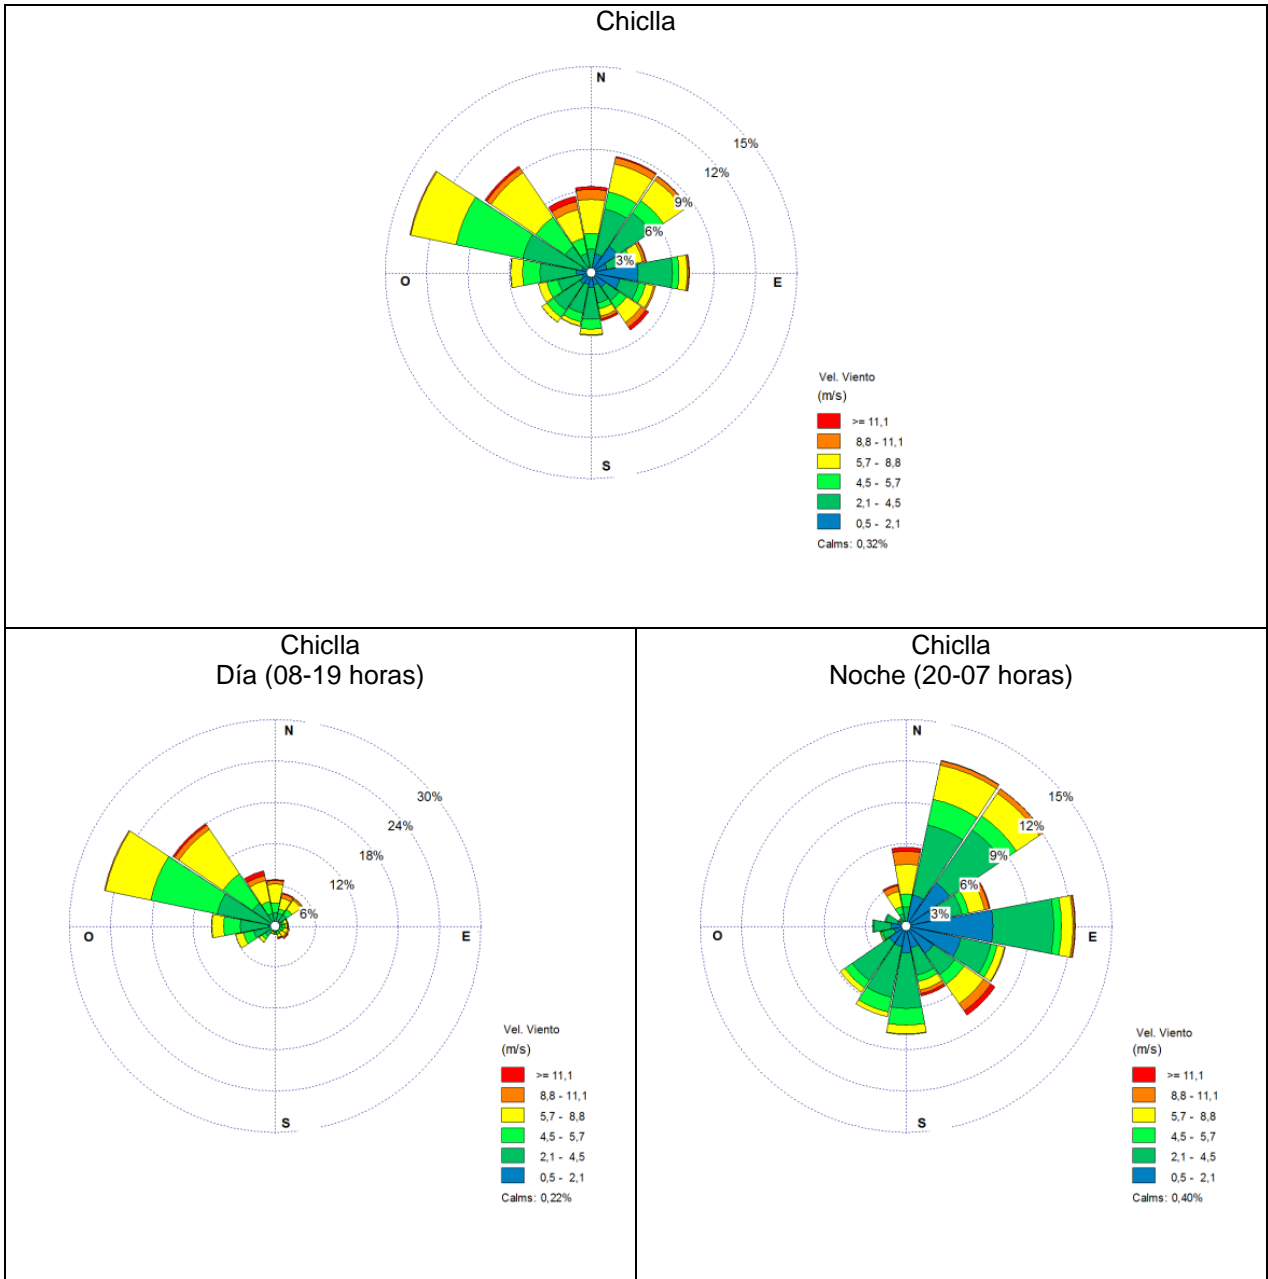 Chiclla
N
15%
12%
9%
6%
3%
O
E
S
Vel. Viento
(m/s)
>= 11,1
8,8 - 11,1
5,7 - 8,8
4,5 - 5,7
2,1 - 4,5
0,5 - 2,1
Calms: 0,32%
Chiclla
Día (08-19 horas)
N
30%
24%
18%
12%
6%
O
E
S
Vel. Viento
(m/s)
>= 11,1
8,8 - 11,1
5,7 - 8,8
4,5 - 5,7
2,1 - 4,5
0,5 - 2,1
Calms: 0,22%
Chiclla
Noche (20-07 horas)
N
15%
12%
9%
6%
3%
O
E
S
Vel. Viento
(m/s)
>= 11,1
8,8 - 11,1
5,7 - 8,8
4,5 - 5,7
2,1 - 4,5
0,5 - 2,1
Calms: 0,40%